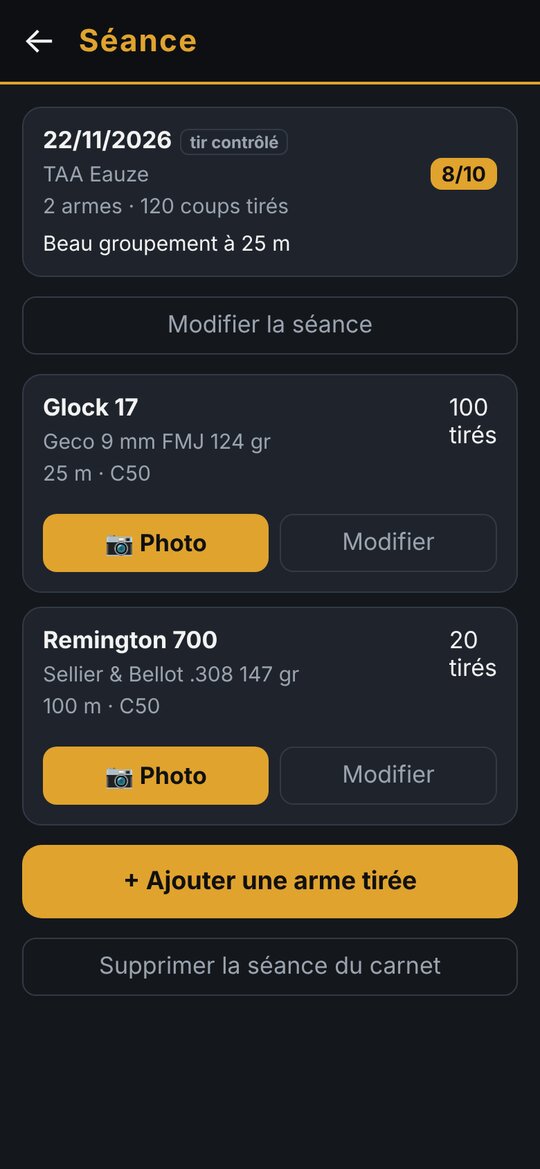 Séance
22/11/2026 tir contrôlé
TAA Eauze
8/10
2 armes · 120 coups tirés
Beau groupement à 25 m
Modifier la séance
Glock 17
100
tirés
Geco 9 mm FMJ 124 gr
25 m · C50
📷 Photo
Modifier
Remington 700
20
tirés
Sellier & Bellot .308 147 gr
100 m · C50
📷 Photo
Modifier
+ Ajouter une arme tirée
Supprimer la séance du carnet